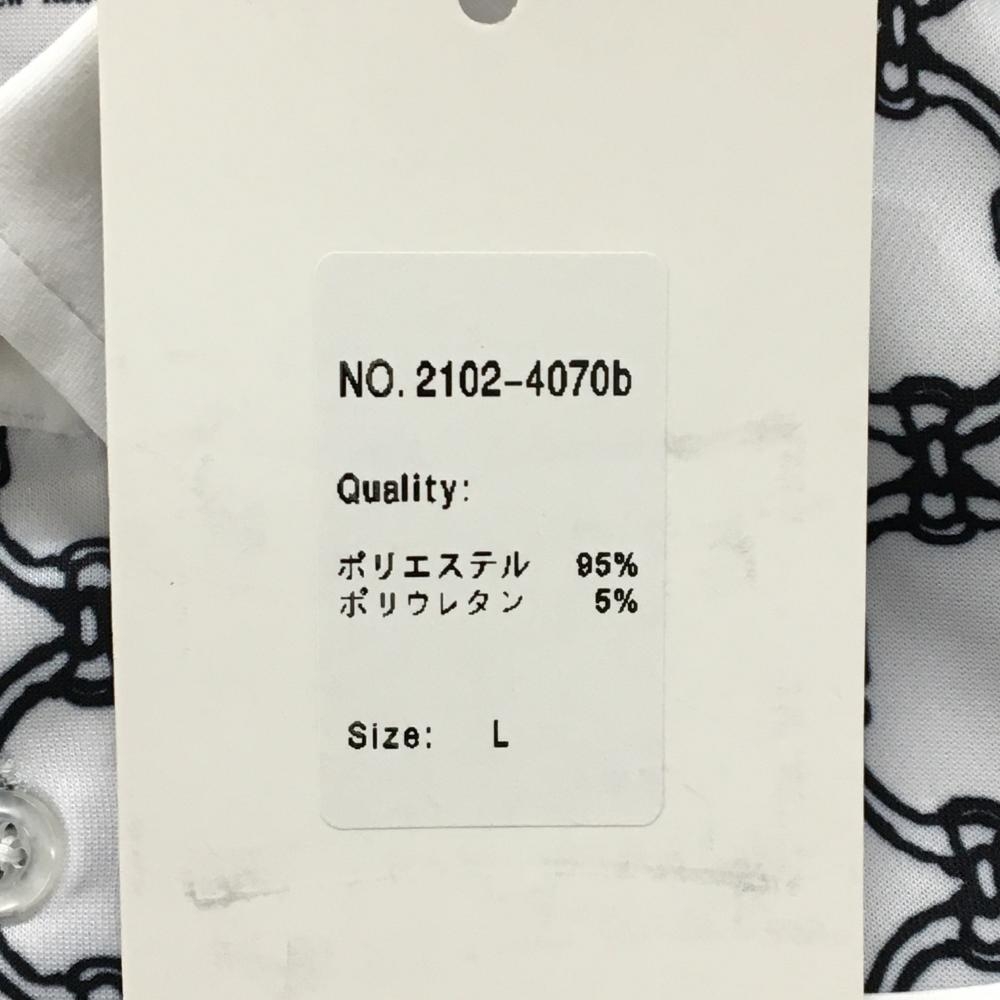 NO. 2102-4070b
Quality:
ポリエステル 95%
ポリウレタン 5%
Size: L